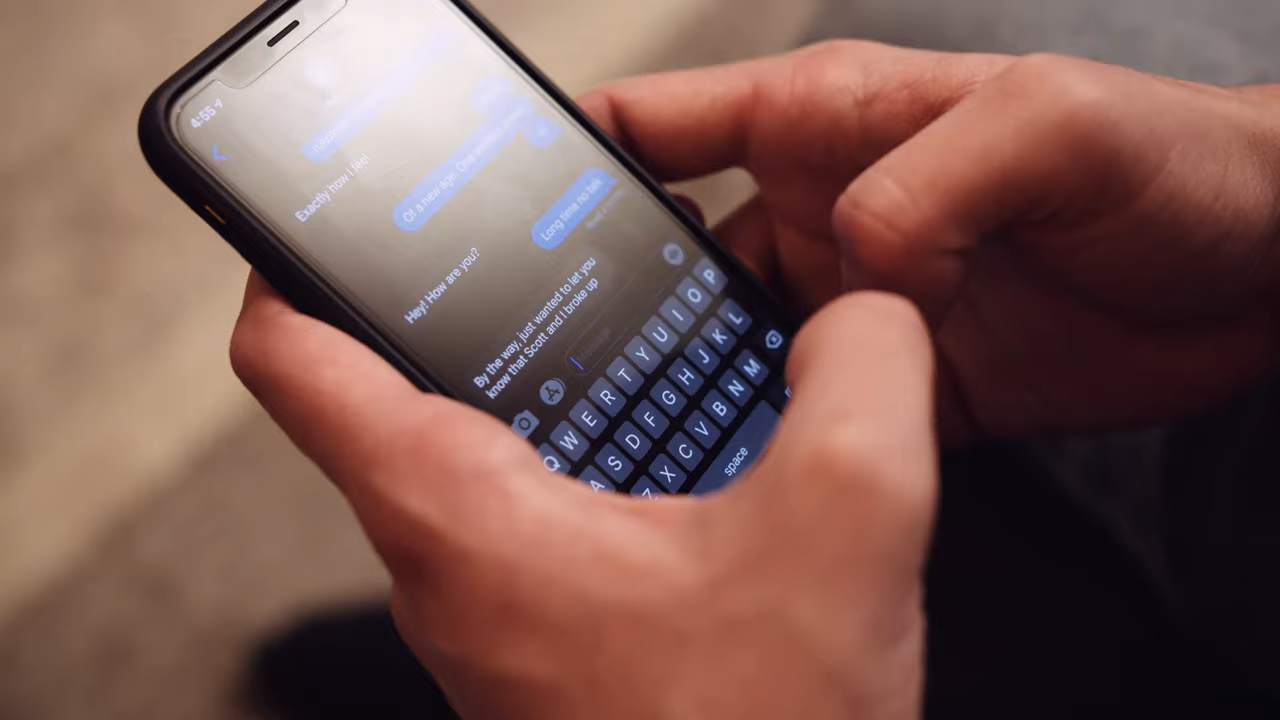 4:55
Exactly how I feel
Of a new age. One
Long time no talk
Hey! How are you?
By the way, just wanted to let you
know that Scott and I broke up
Q W E R T Y U I O P
A S D F G H J K L
Z X C V B N M
space